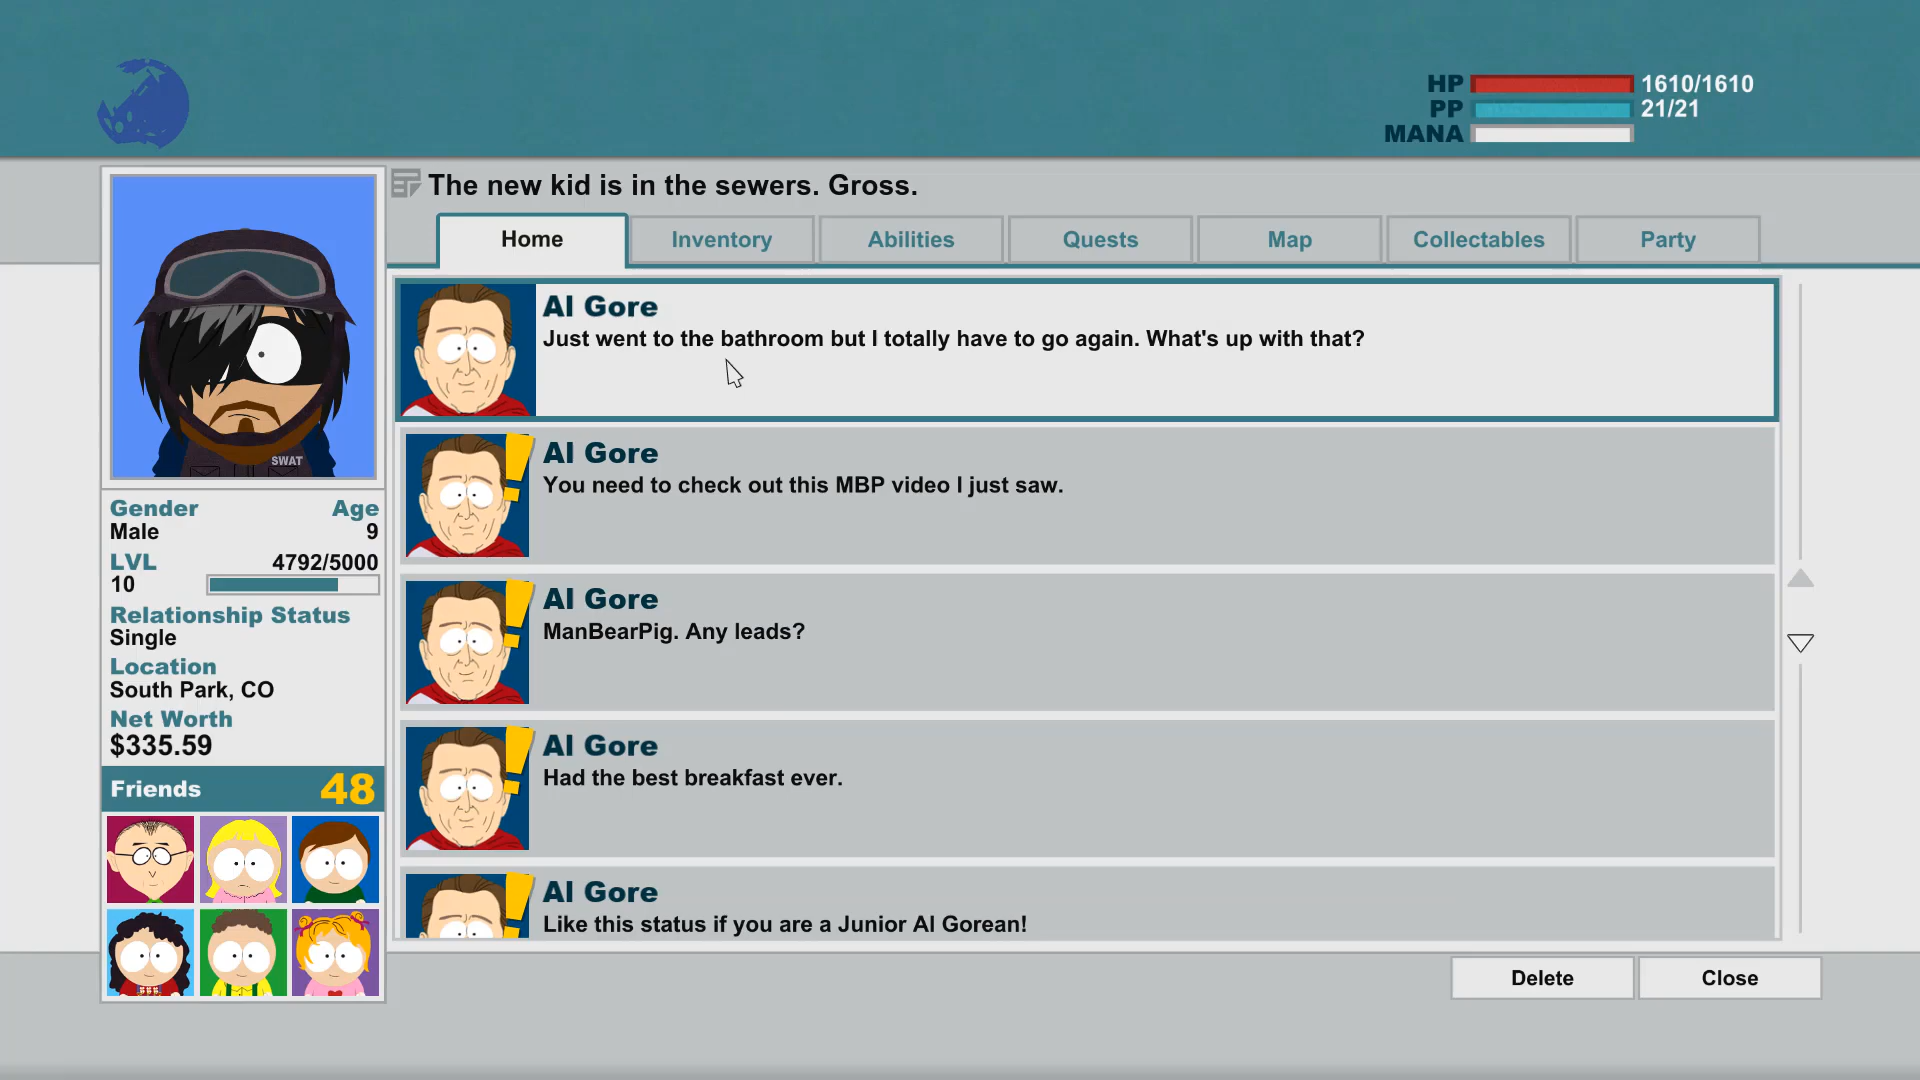 HP 1610/1610
PP 21/21
MANA
The new kid is in the sewers. Gross.
Home Inventory Abilities Quests Map Collectables Party
SWAT
Gender Age
Male 9
LVL 4792/5000
10
Relationship Status
Single
Location
South Park, CO
Net Worth
$335.59
Friends 48
Al Gore
Just went to the bathroom but I totally have to go again. What's up with that?
Al Gore
You need to check out this MBP video I just saw.
Al Gore
ManBearPig. Any leads?
Al Gore
Had the best breakfast ever.
Al Gore
Like this status if you are a Junior Al Gorean!
Delete Close